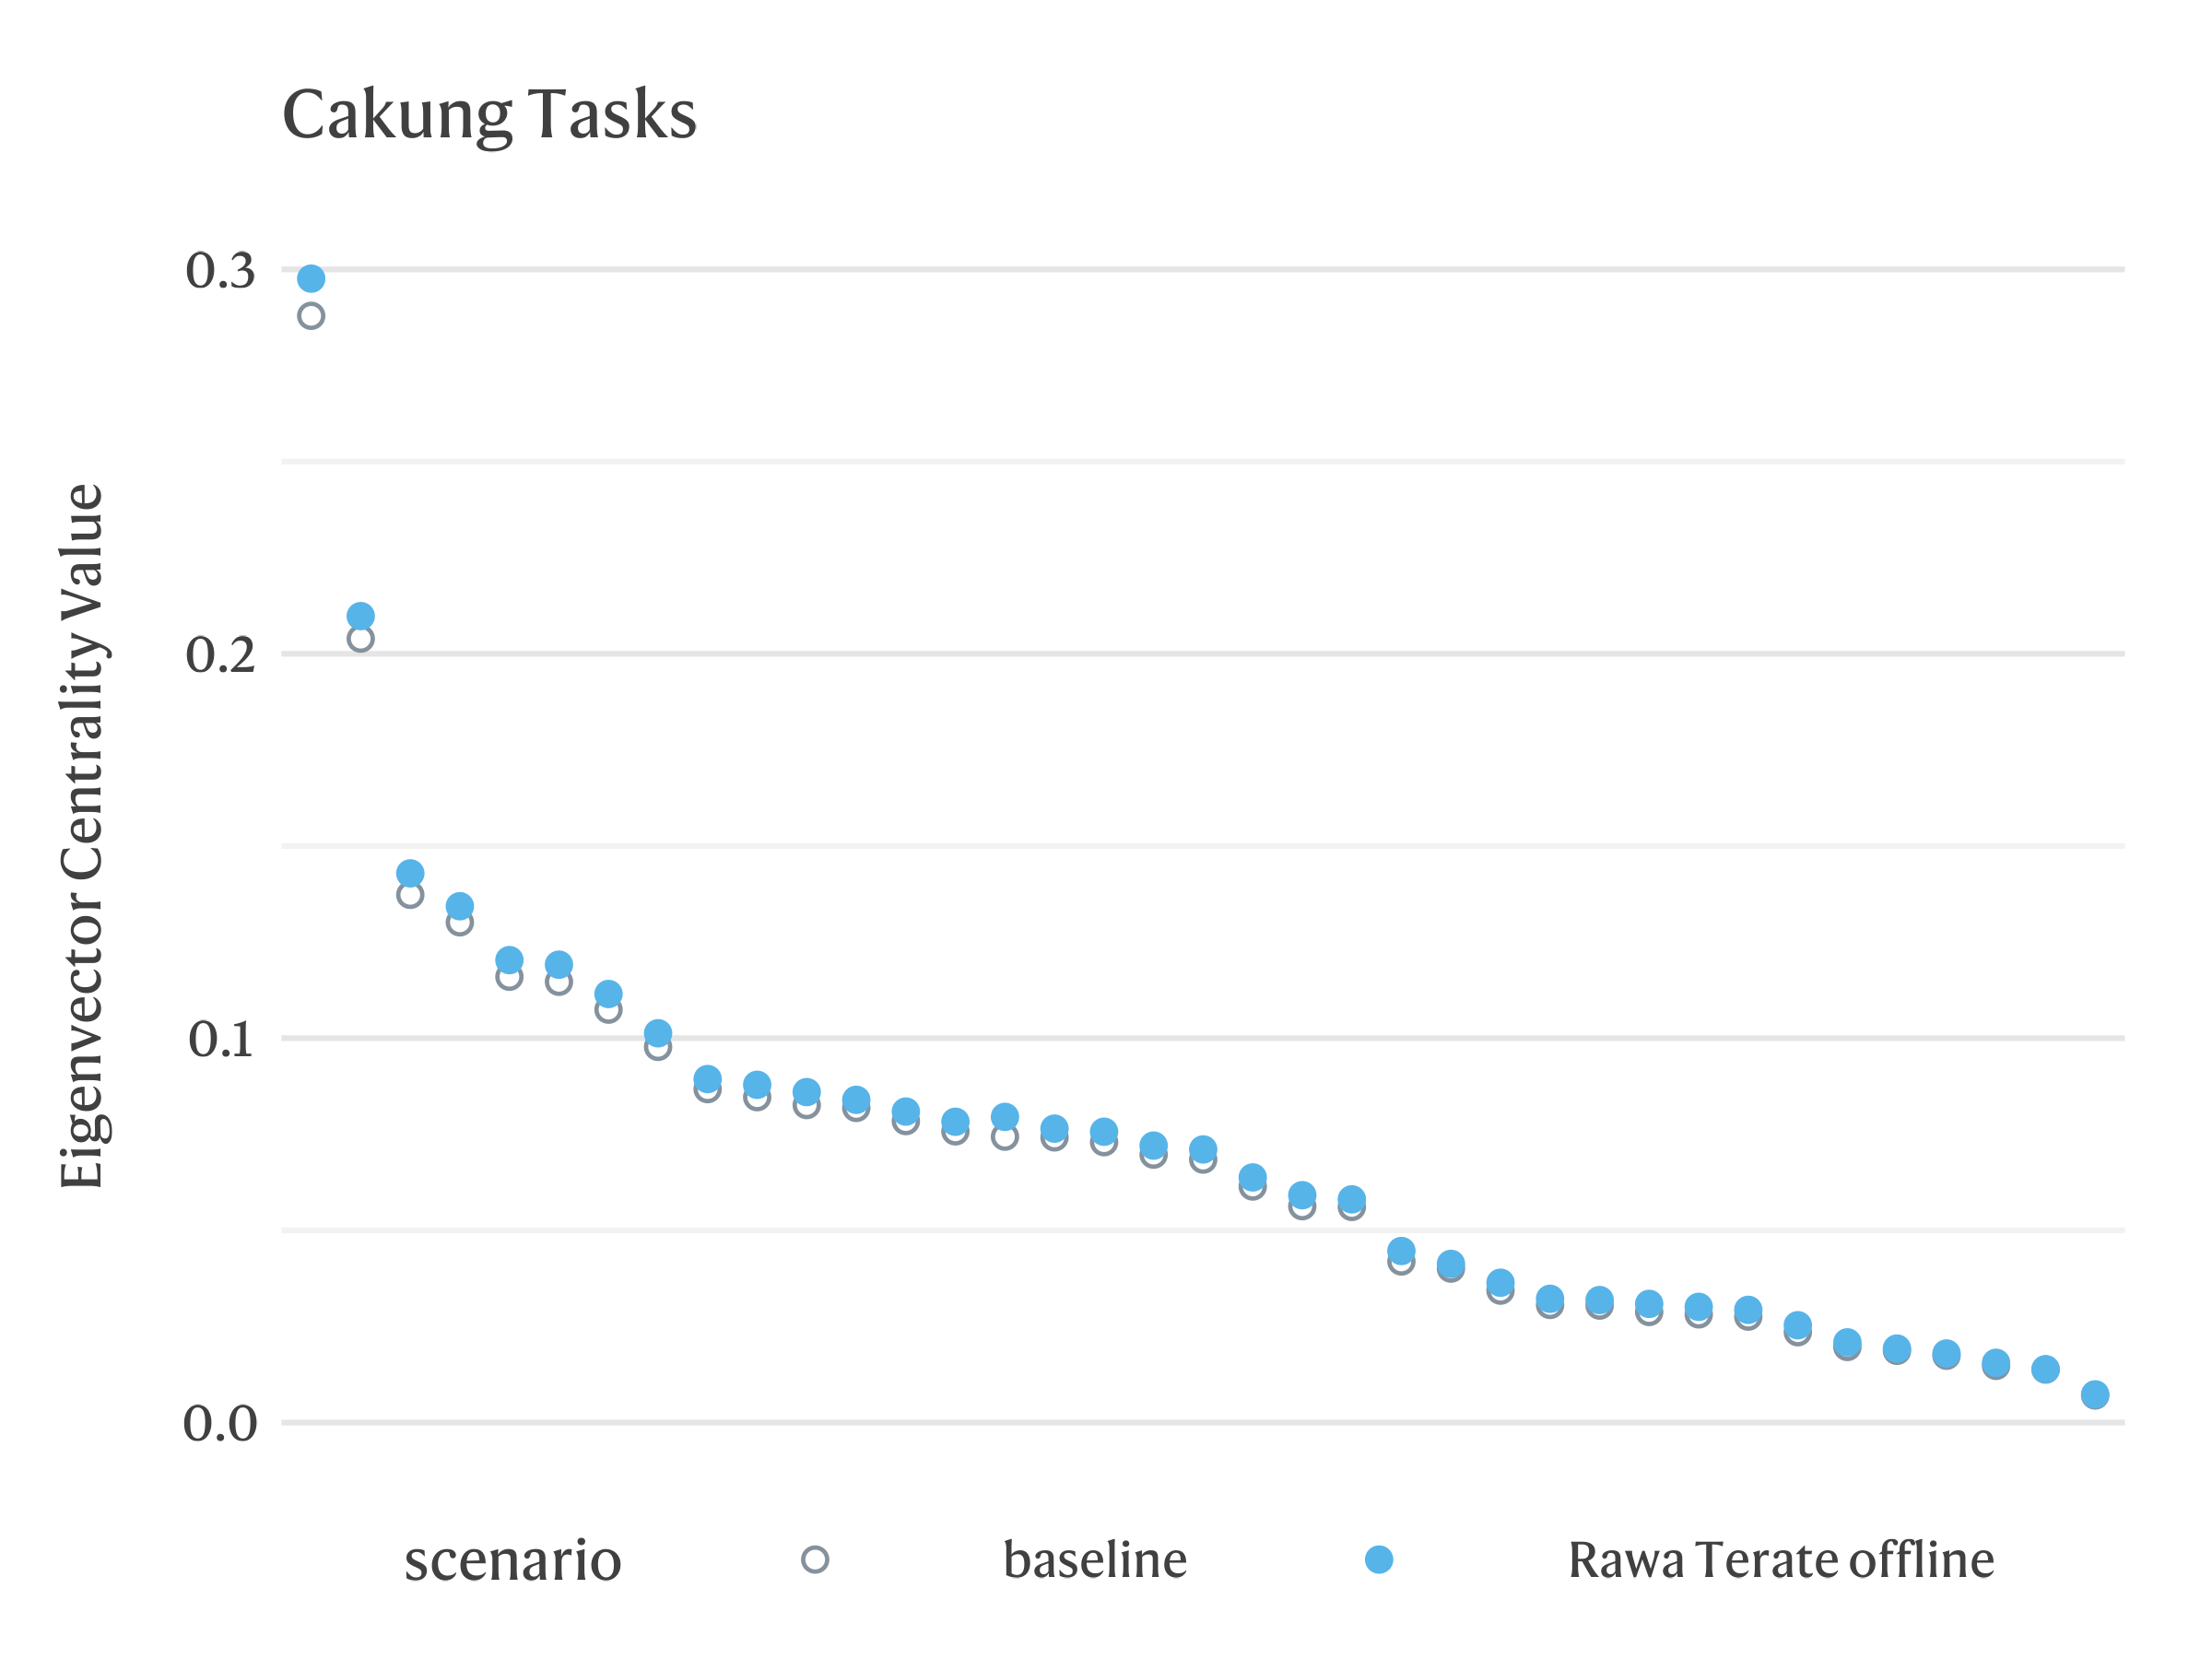 Cakung Tasks
Eigenvector Centrality Value
0.3
0.2
0.1
0.0
scenario baseline Rawa Terate offline